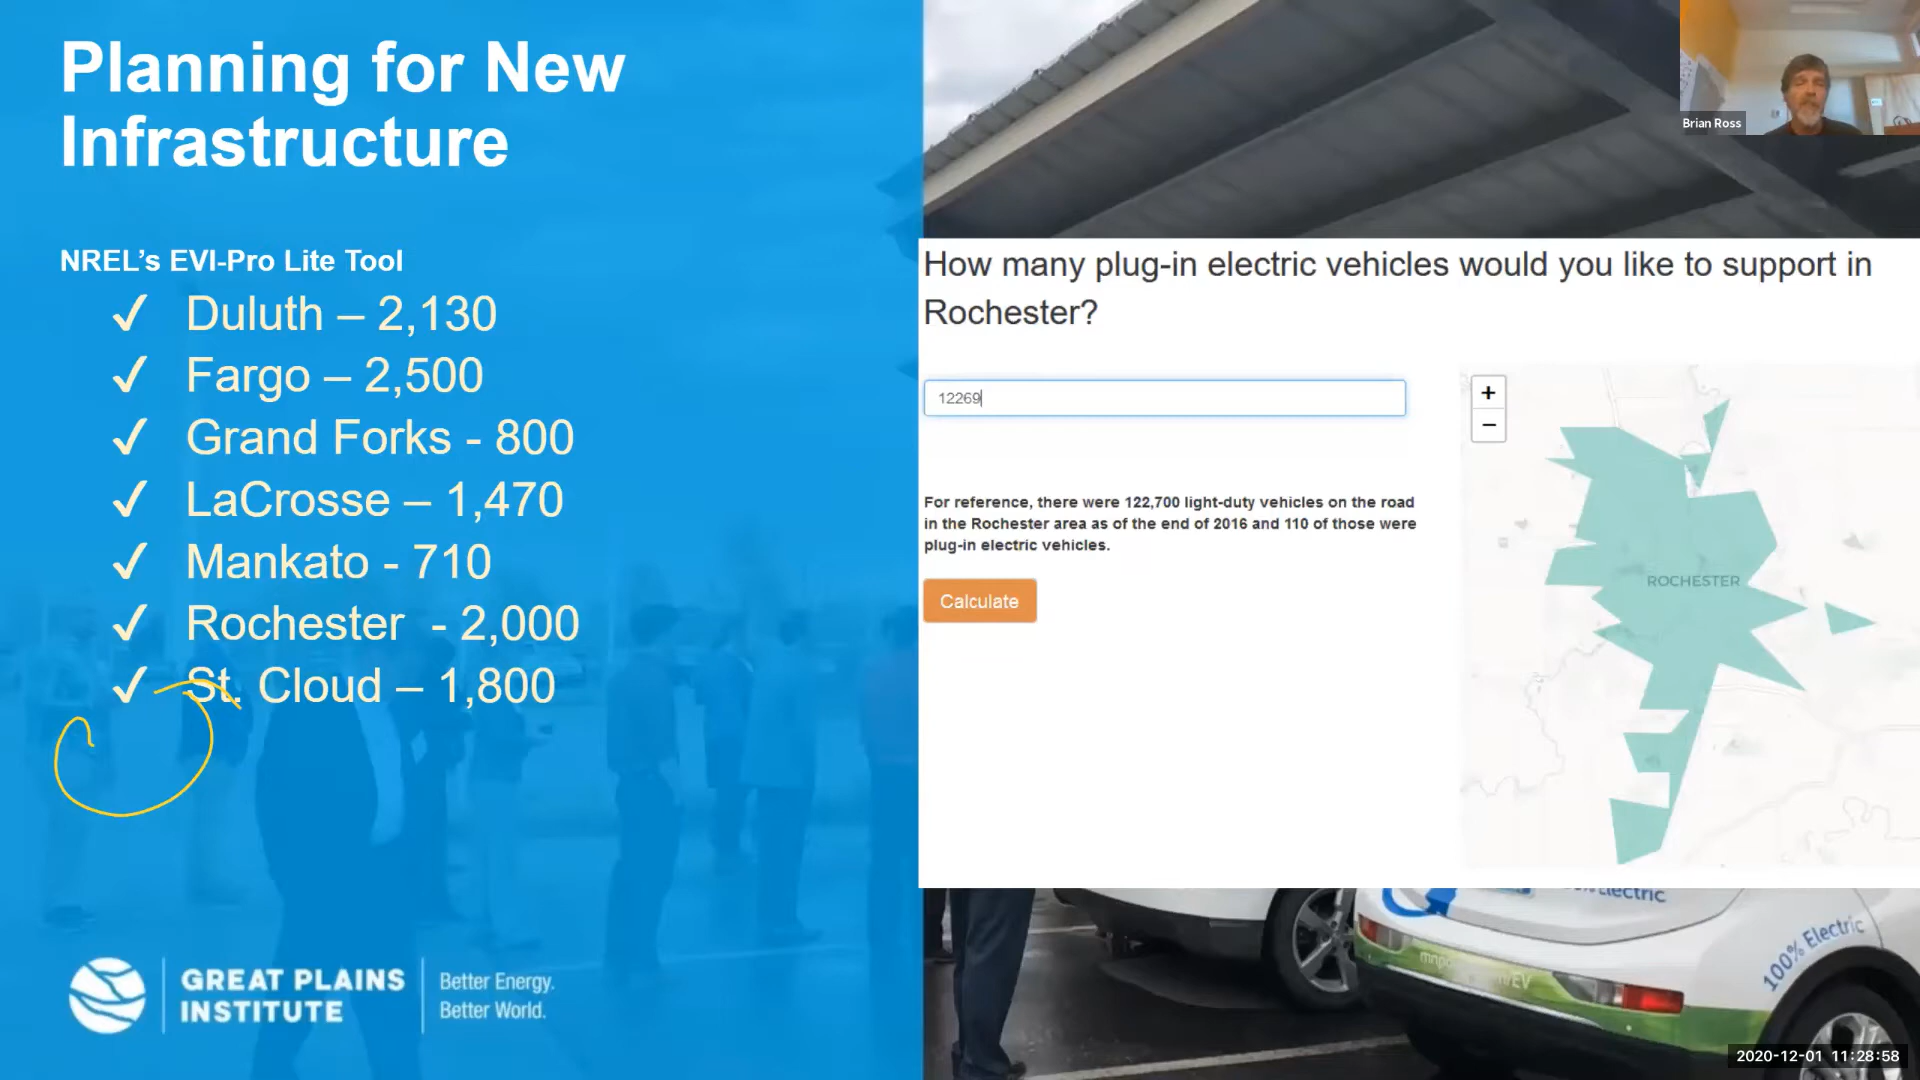 Planning for New
Infrastructure
NREL's EVI-Pro Lite Tool
✓ Duluth – 2,130
✓ Fargo – 2,500
✓ Grand Forks - 800
✓ LaCrosse – 1,470
✓ Mankato - 710
✓ Rochester - 2,000
✓ St. Cloud – 1,800
GREAT PLAINS
INSTITUTE
Better Energy.
Better World.
Brian Ross
How many plug-in electric vehicles would you like to support in
Rochester?
12269
For reference, there were 122,700 light-duty vehicles on the road
in the Rochester area as of the end of 2016 and 110 of those were
plug-in electric vehicles.
Calculate
+
−
ROCHESTER
Electric
100% Electric
2020-12-01 11:28:58